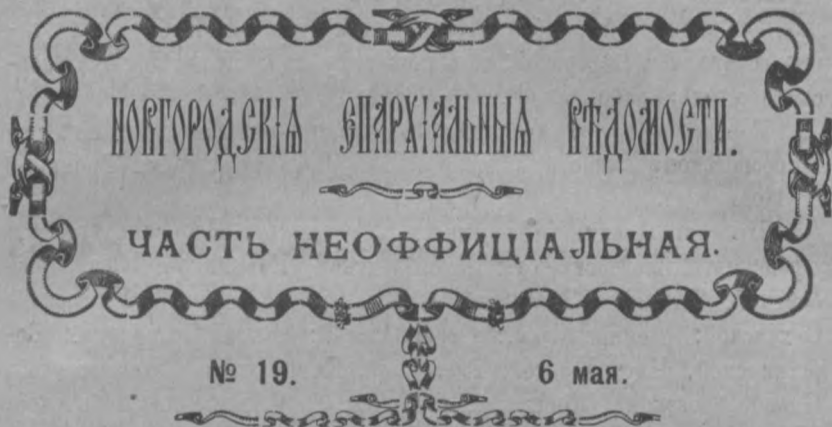 НОВГОРОДСКІЯ ЕПАРХІАЛЬНЫЯ ВѢДОМОСТИ.
ЧАСТЬ НЕОФФИЦІАЛЬНАЯ.
№ 19. 6 мая.